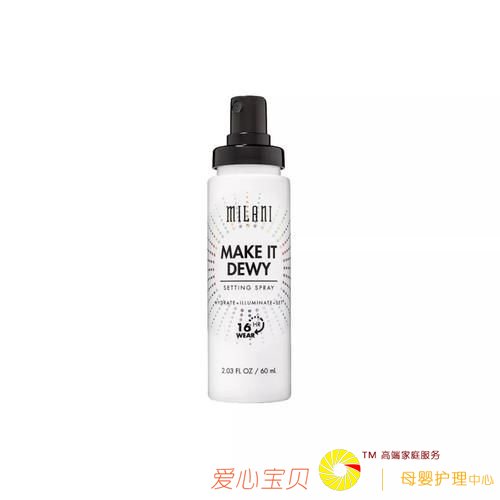 MILANI
MAKE IT
DEWY
SETTING SPRAY
HYDRATE • ILLUMINATE • SET
16 HR
WEAR
2.03 FL OZ / 60 mL
TM 高端家庭服务
爱心宝贝
母婴护理中心